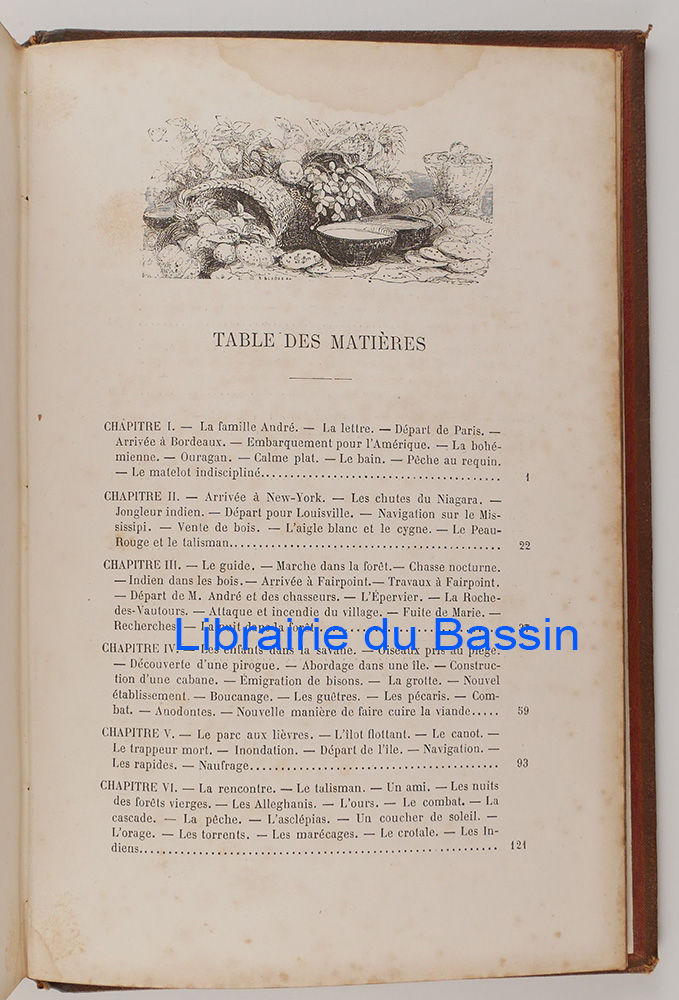 TABLE DES MATIÈRES
CHAPITRE I. — La famille André. — La lettre. — Départ de Paris. —
Arrivée à Bordeaux. — Embarquement pour l'Amérique. — La bohé-
mienne. — Ouragan. — Calme plat. — Le bain. — Pêche au requin.
— Le matelot indiscipliné........................................ 1
CHAPITRE II. — Arrivée à New-York. — Les chutes du Niagara. —
Jongleur indien. — Départ pour Louisville. — Navigation sur le Mis-
sissipi. — Vente de bois. — L'aigle blanc et le cygne. — Le Peau-
Rouge et le talisman............................................ 22
CHAPITRE III. — Le guide. — Marche dans la forêt. — Chasse nocturne.
— Indien dans les bois. — Arrivée à Fairpoint. — Travaux à Fairpoint.
— Départ de M. André et des chasseurs. — L'Épervier. — La Roche-
des-Vautours. — Attaque et incendie du village. — Fuite de Marie. —
Recherches. — La nuit dans la forêt.
Librairie du Bassin
CHAPITRE IV. — Les enfants dans la savane. — Oiseaux pris au piège.
— Découverte d'une pirogue. — Abordage dans une île. — Construc-
tion d'une cabane. — Émigration de bisons. — La grotte. — Nouvel
établissement. — Boucanage. — Les guêtres. — Les pécaris. — Com-
bat. — Anodontes. — Nouvelle manière de faire cuire la viande..... 59
CHAPITRE V. — Le parc aux lièvres. — L'îlot flottant. — Le canot. —
Le trappeur mort. — Inondation. — Départ de l'île. — Navigation. —
Les rapides. — Naufrage........................................ 93
CHAPITRE VI. — La rencontre. — Le talisman. — Un ami. — Les nuits
des forêts vierges. — Les Alleghanis. — L'ours. — Le combat. — La
cascade. — La pêche. — L'asclépias. — Un coucher de soleil. —
L'orage. — Les torrents. — Les marécages. — Le crotale. — Les In-
diens.......................................................... 121